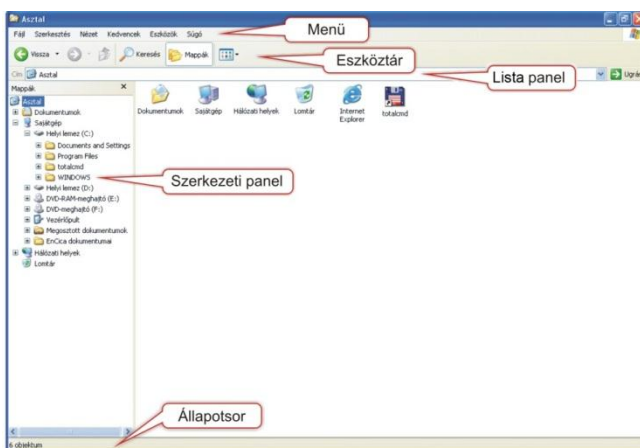 Asztal
Fájl Szerkesztés Nézet Kedvencek Eszközök Súgó
Menü
Vissza Keresés Mappák
Eszköztár
Cím Asztal Ugrás
Lista panel
Mappák
Asztal
Dokumentumok
Sajátgép
Helyi lemez (C:)
Documents and Settings
Program Files
totalcmd
WINDOWS
Helyi lemez (D:)
DVD-RAM-meghajtó (E:)
DVD-meghajtó (F:)
Vezérlőpult
Megosztott dokumentumok
EnCica dokumentumai
Hálózati helyek
Lomtár
Dokumentumok Sajátgép Hálózati helyek Lomtár Internet Explorer totalcmd
Szerkezeti panel
Állapotsor
6 objektum